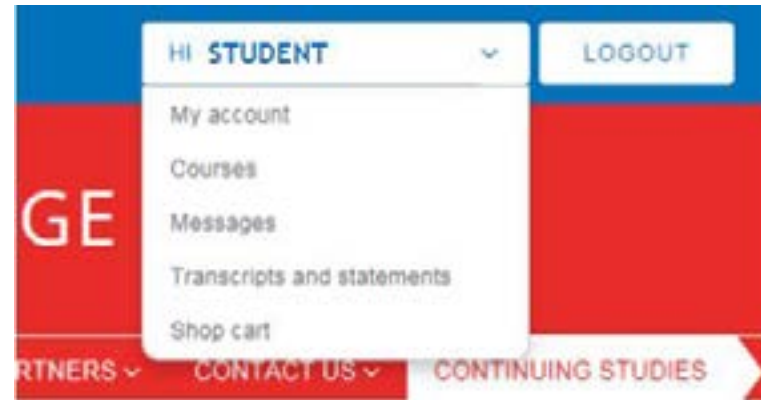 HI STUDENT
LOGOUT
My account
Courses
Messages
GE
Transcripts and statements
Shop cart
RTNERS
CONTACT US
CONTINUING STUDIES